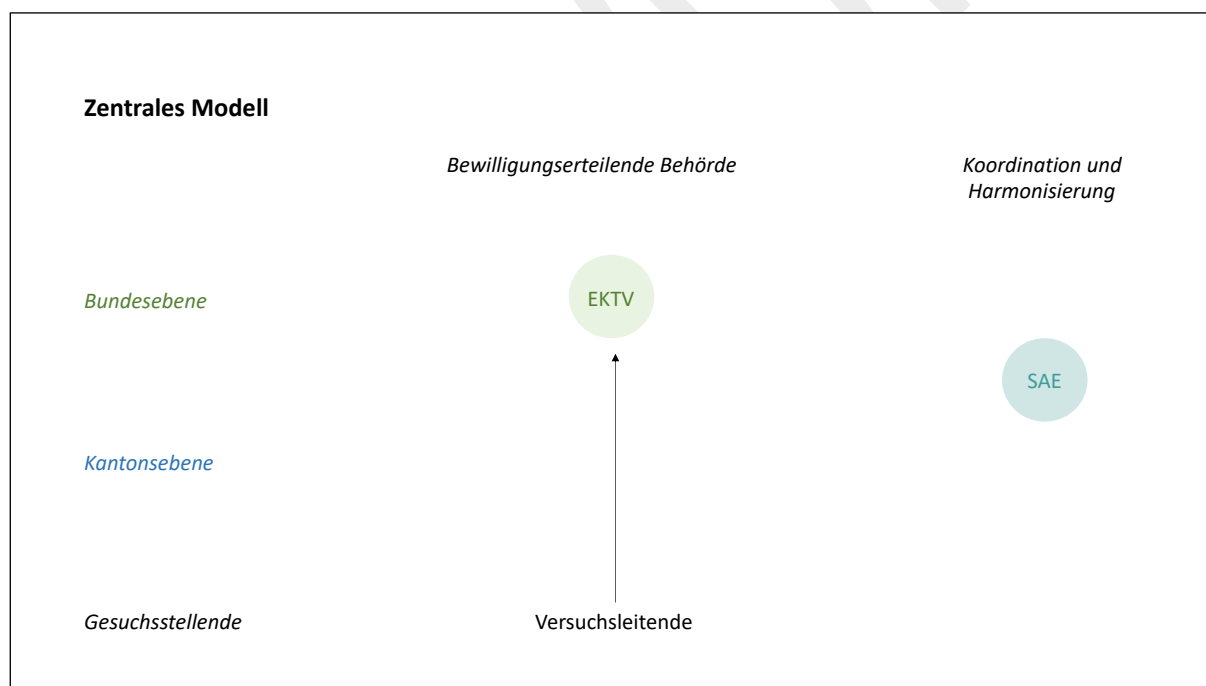 Zentrales Modell
Bewilligungserteilende Behörde
Koordination und
Harmonisierung
Bundesebene
EKTV
SAE
Kantonsebene
Gesuchsstellende
Versuchsleitende